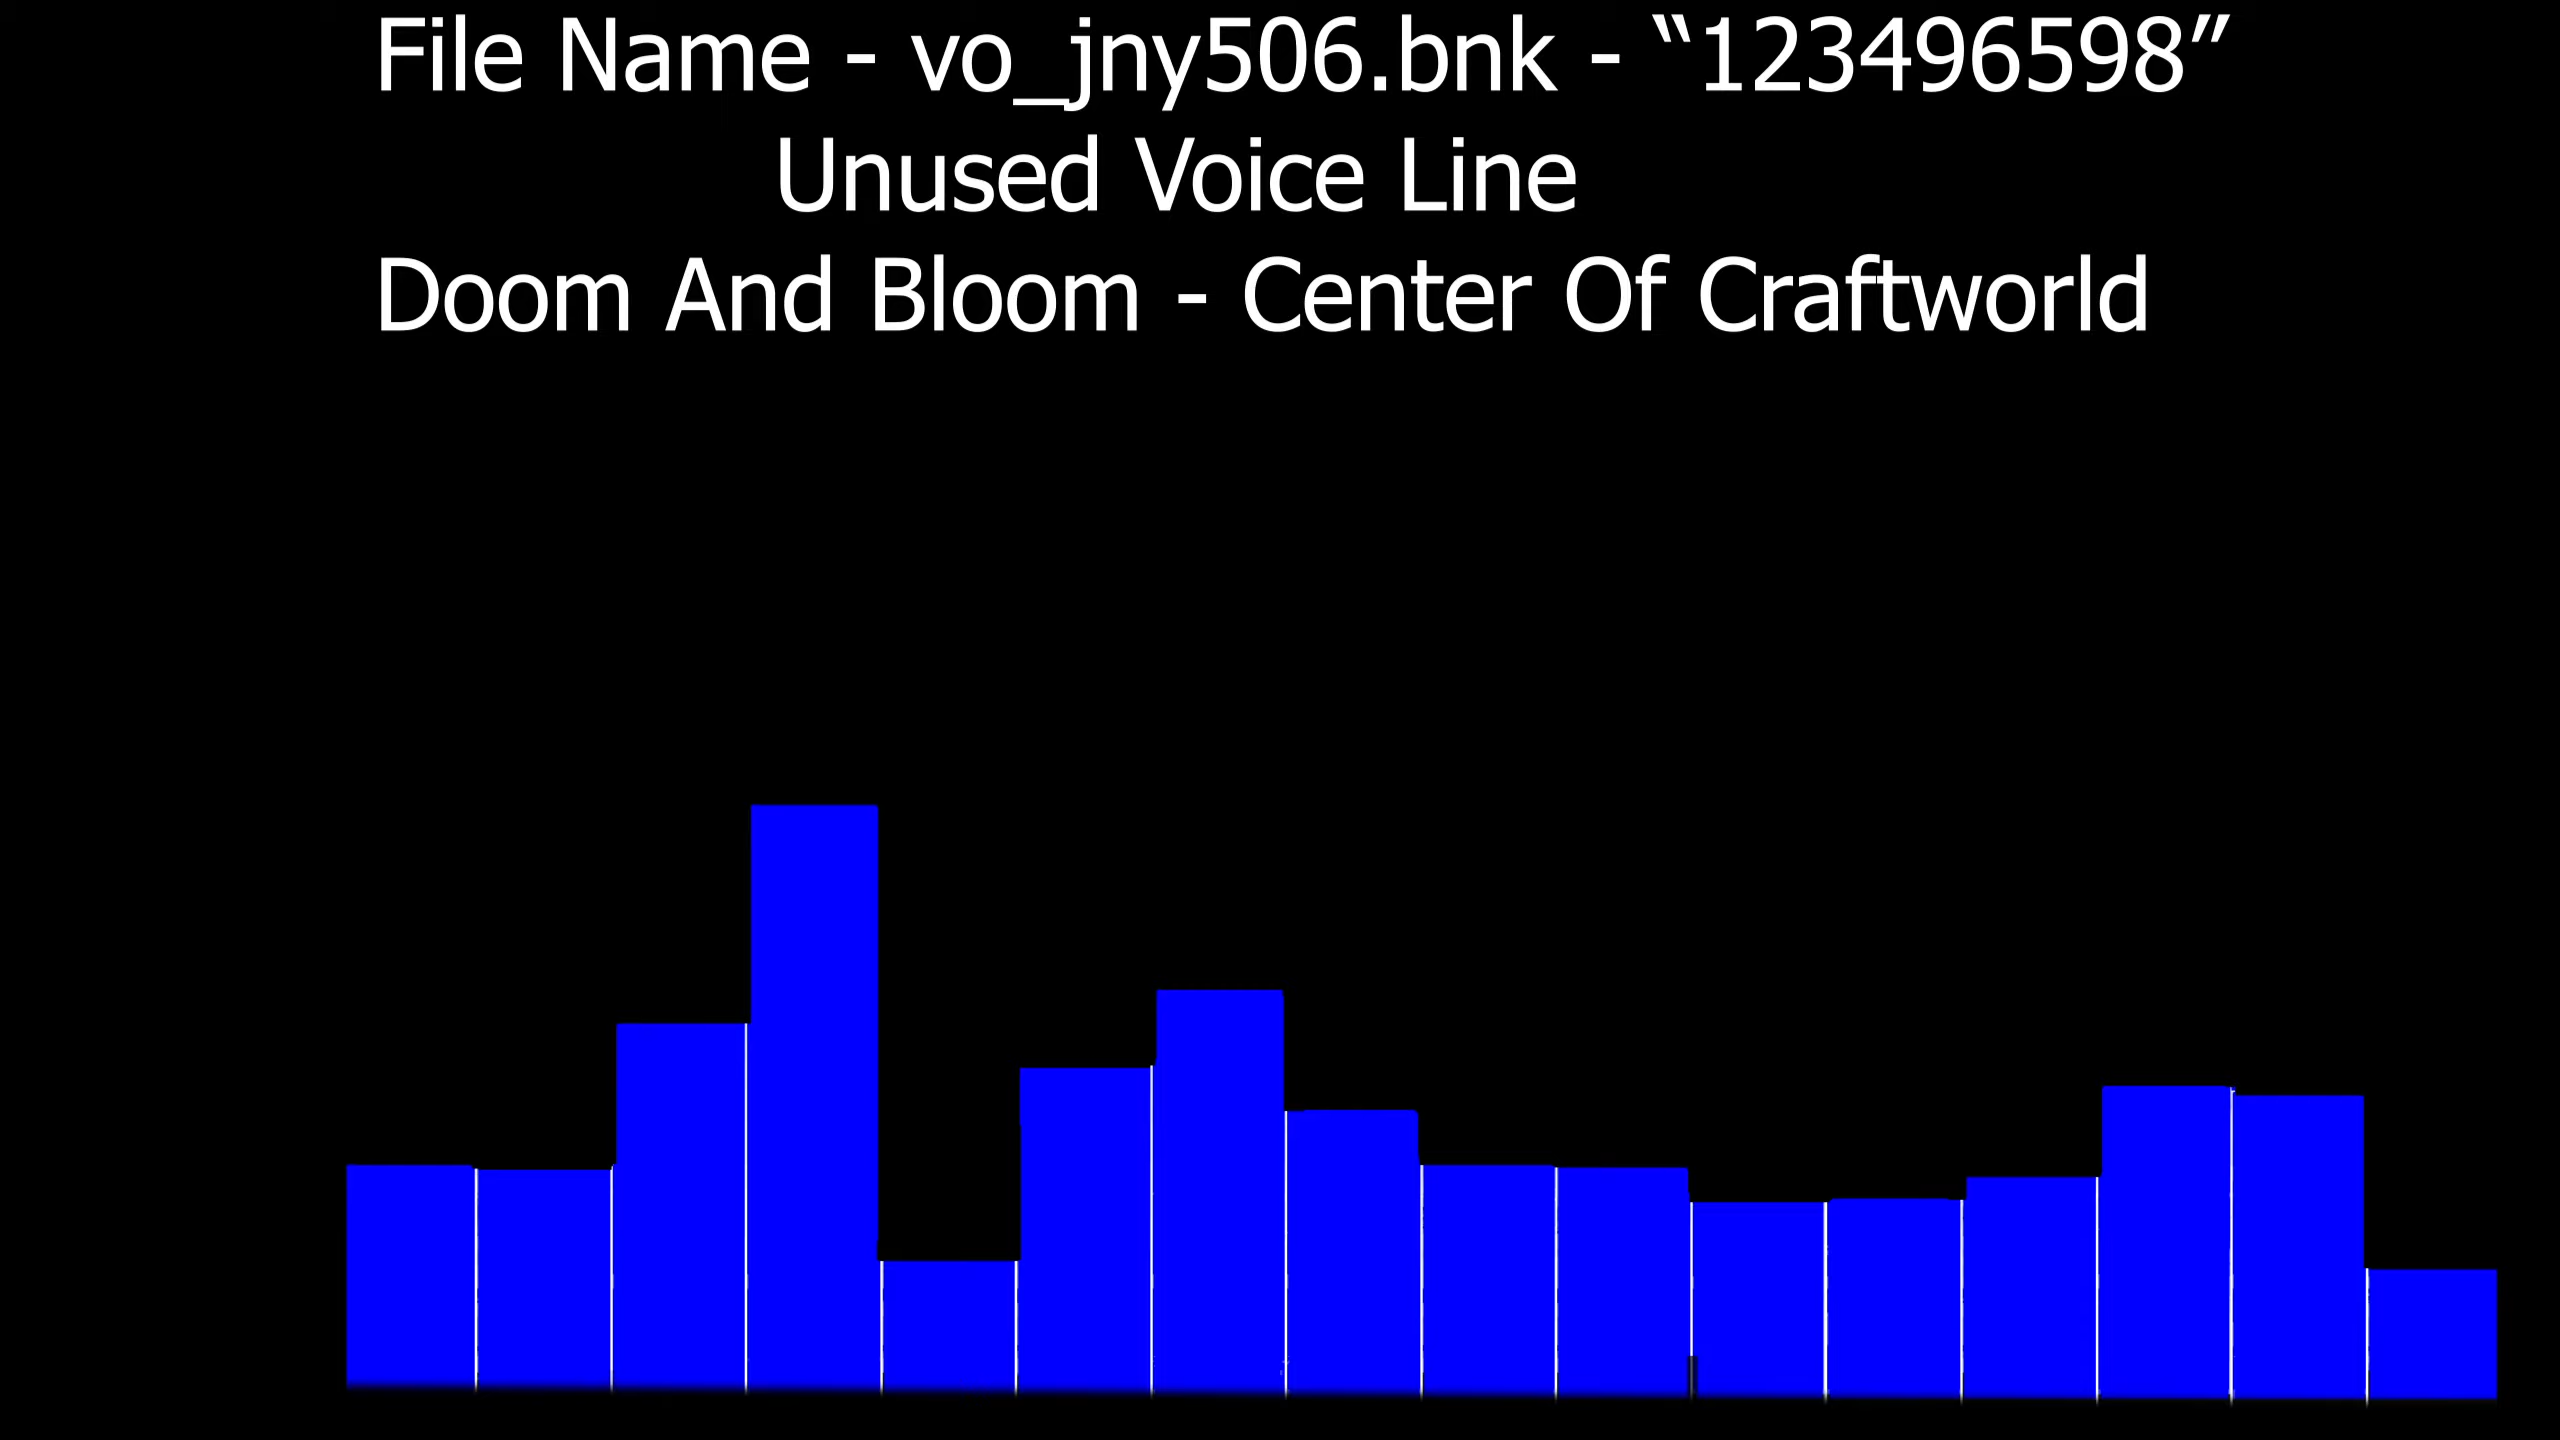 File Name - vo_jny506.bnk - “123496598”
Unused Voice Line
Doom And Bloom - Center Of Craftworld